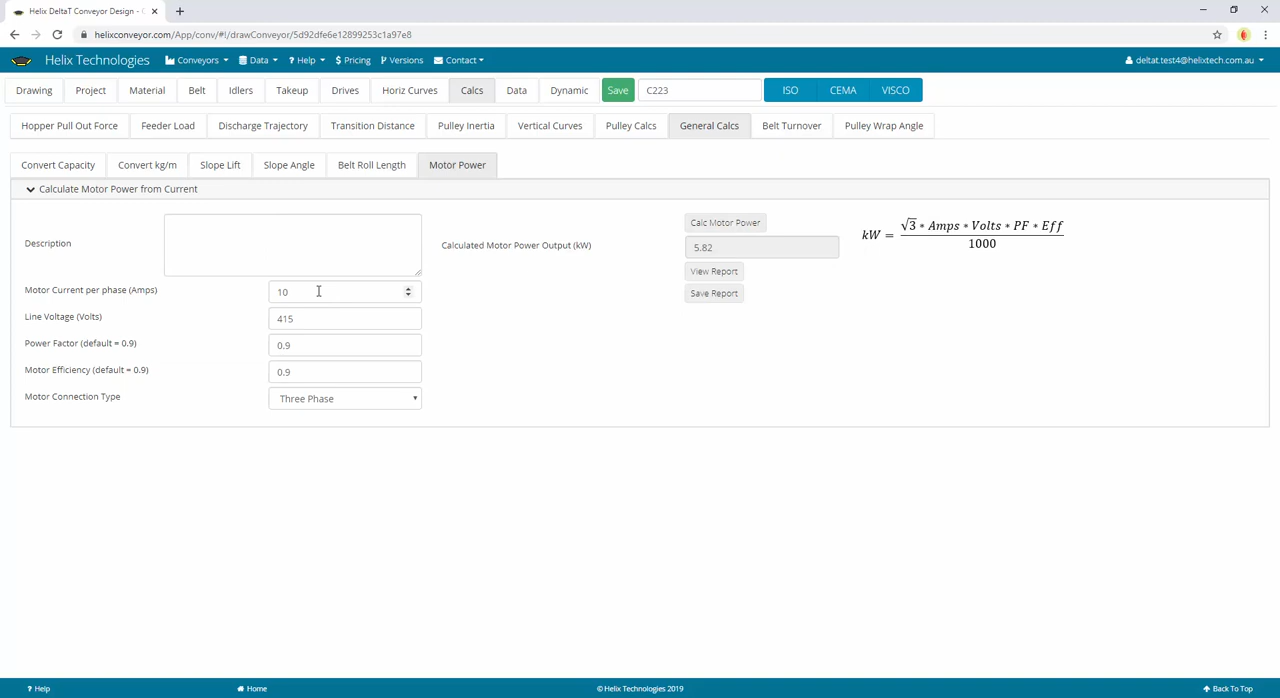 Helix DeltaT Conveyor Design - C
helixconveyor.com/App/conv/#!/drawConveyor/5d92dfe6e12899253c1a97e8
Helix Technologies Conveyors Data ? Help $ Pricing Versions Contact deltat.test4@helixtech.com.au
Drawing Project Material Belt Idlers Takeup Drives Horiz Curves Calcs Data Dynamic Save C223 ISO CEMA VISCO
Hopper Pull Out Force Feeder Load Discharge Trajectory Transition Distance Pulley Inertia Vertical Curves Pulley Calcs General Calcs Belt Turnover Pulley Wrap Angle
Convert Capacity Convert kg/m Slope Lift Slope Angle Belt Roll Length Motor Power
Calculate Motor Power from Current
Description
Motor Current per phase (Amps) 10
Line Voltage (Volts) 415
Power Factor (default = 0.9) 0.9
Motor Efficiency (default = 0.9) 0.9
Motor Connection Type Three Phase
Calc Motor Power
Calculated Motor Power Output (kW) 5.82
View Report
Save Report
kW = √3 * Amps * Volts * PF * Eff
1000
? Help Home © Helix Technologies 2019 Back To Top